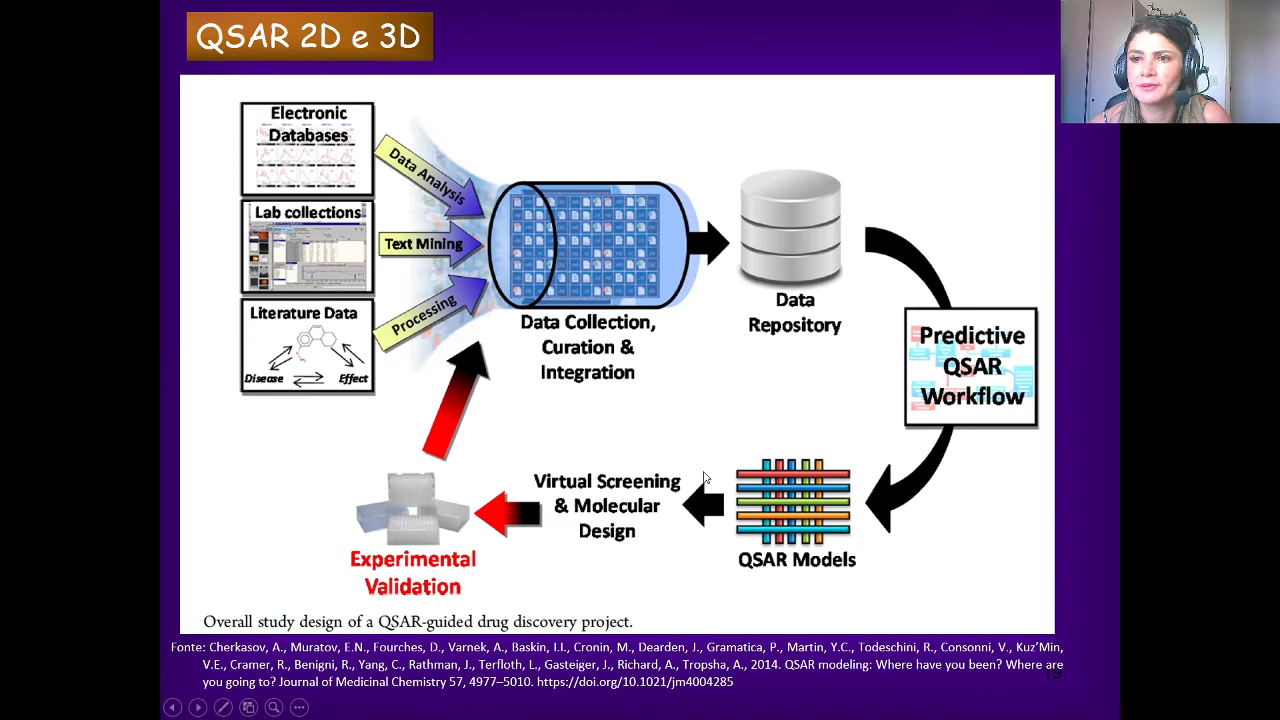 QSAR 2D e 3D
Electronic
Databases
Lab collections
Literature Data
Disease
Effect
Data Analysis
Text Mining
Processing
Data Collection,
Curation &
Integration
Data
Repository
Predictive
QSAR
Workflow
QSAR Models
Virtual Screening
& Molecular
Design
Experimental
Validation
Overall study design of a QSAR-guided drug discovery project.
Fonte: Cherkasov, A., Muratov, E.N., Fourches, D., Varnek, A., Baskin, I.I., Cronin, M., Dearden, J., Gramatica, P., Martin, Y.C., Todeschini, R., Consonni, V., Kuz’Min,
V.E., Cramer, R., Benigni, R., Yang, C., Rathman, J., Terfloth, L., Gasteiger, J., Richard, A., Tropsha, A., 2014. QSAR modeling: Where have you been? Where are
you going to? Journal of Medicinal Chemistry 57, 4977–5010. https://doi.org/10.1021/jm4004285
19